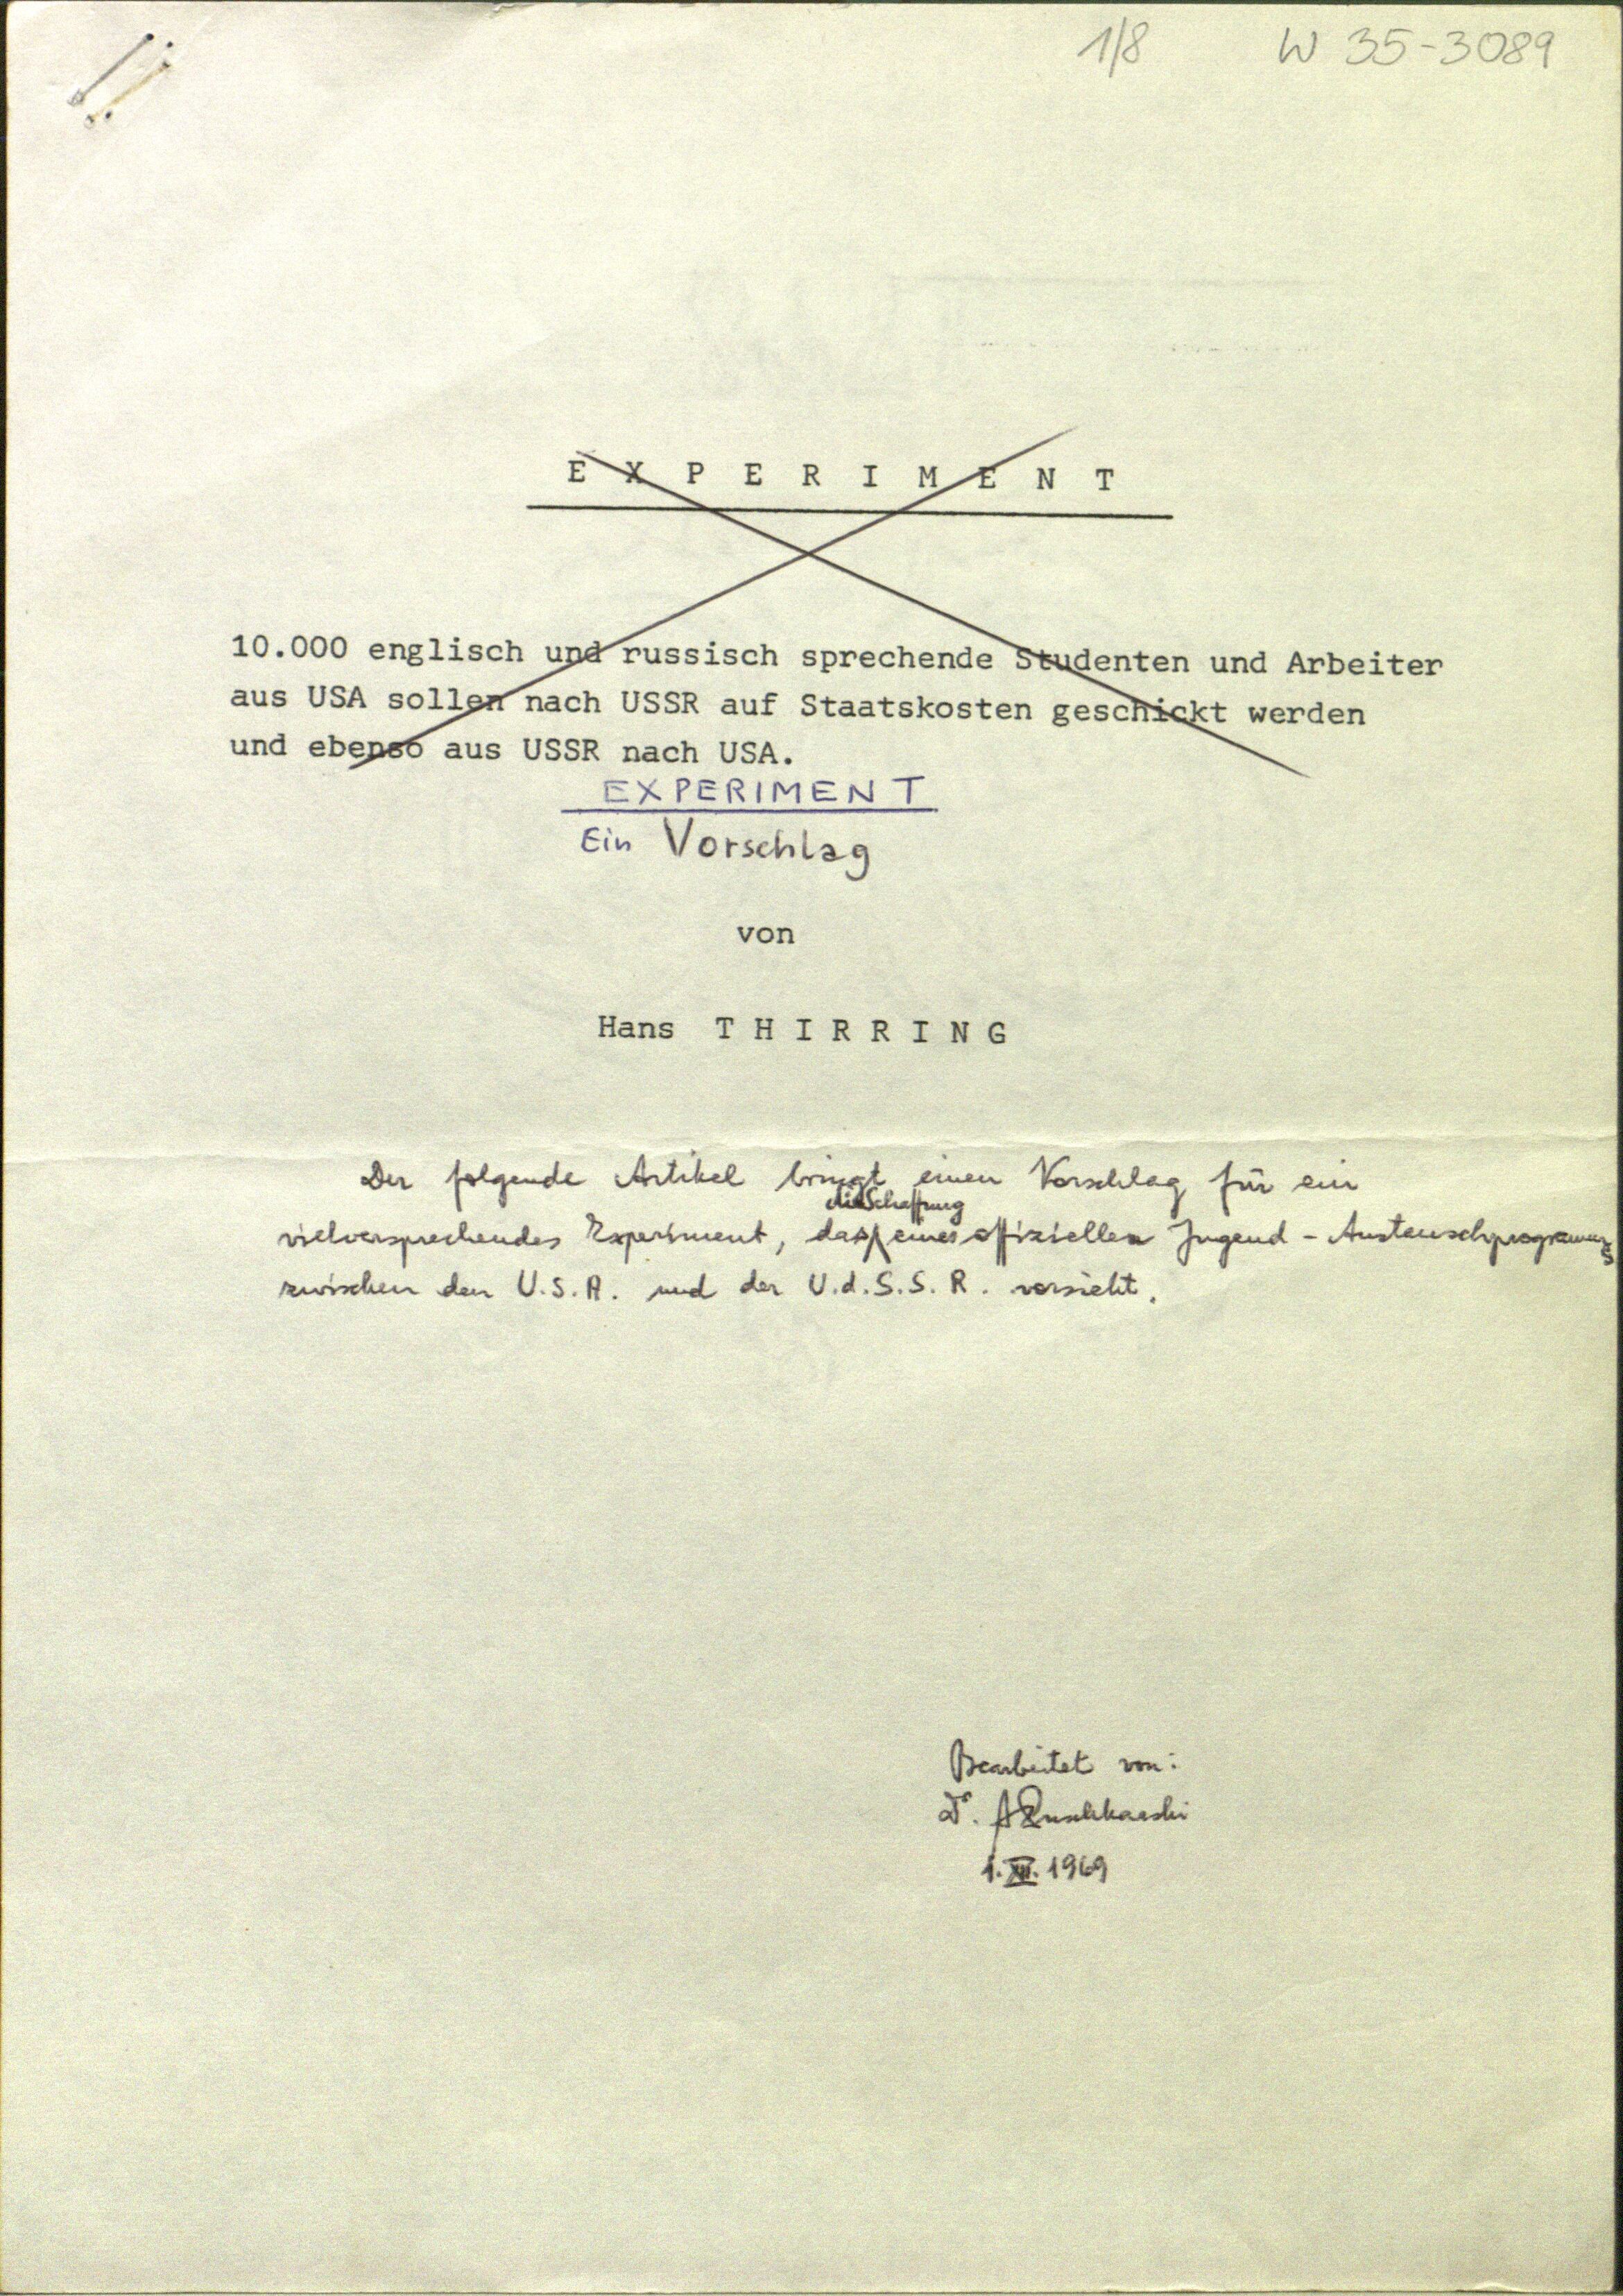 1/8 W 35-3089
E X P E R I M E N T
10.000 englisch und russisch sprechende Studenten und Arbeiter
aus USA sollen nach USSR auf Staatskosten geschickt werden
und ebenso aus USSR nach USA.
EXPERIMENT
Ein Vorschlag
von
Hans T H I R R I N G
Der folgende Artikel bringt einen Vorschlag für ein
die Schaffung
vielversprechendes Experiment, das eines offiziellen Jugend-Austauschprogramms
zwischen den U.S.A. und der U.d.S.S.R. vorsieht.
Bearbeitet von:
Dr.
1. XII. 1969